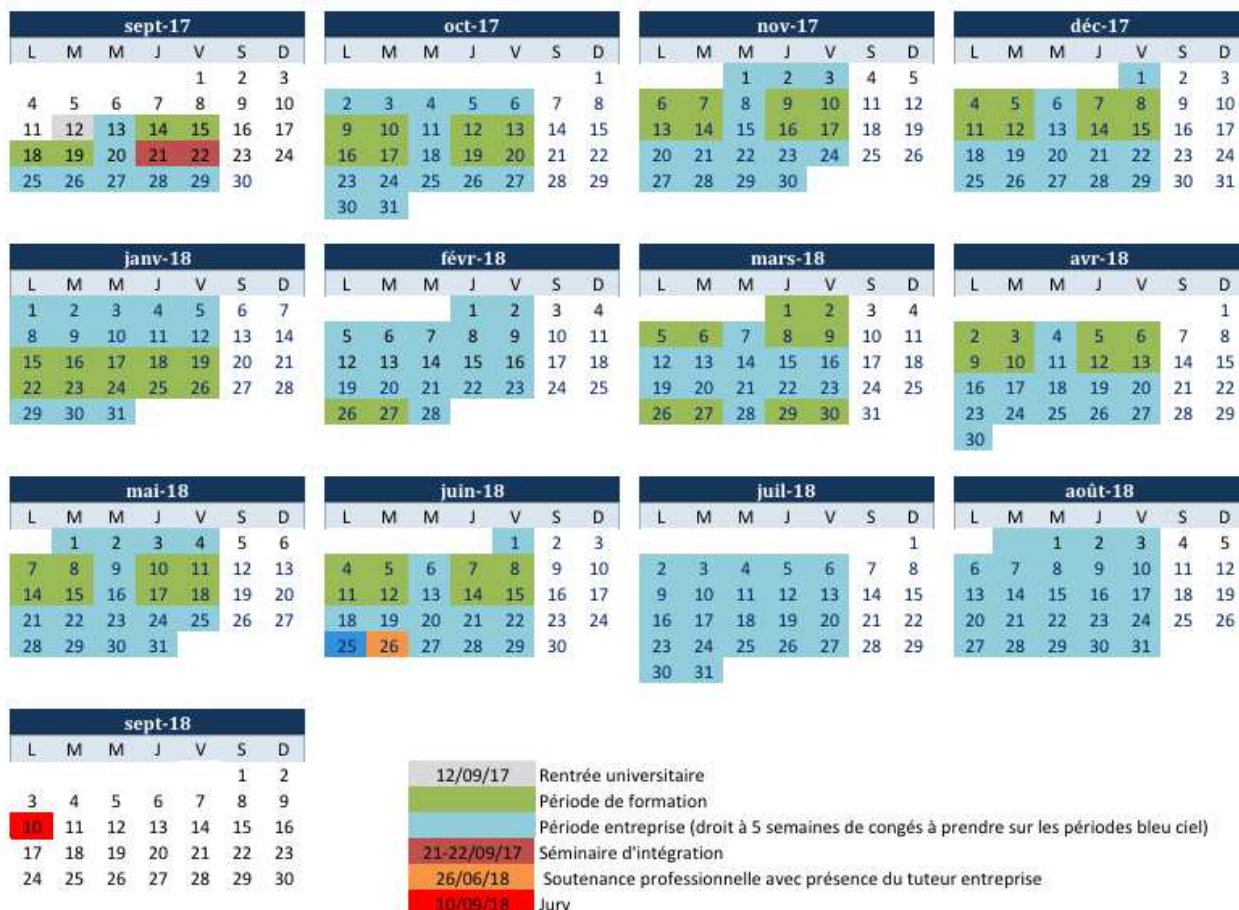 sept-17 oct-17 nov-17 déc-17
L M M J V S D L M M J V S D L M M J V S D L M M J V S D
1 2 3 1 1 2 3 4 5 1 2 3
4 5 6 7 8 9 10 2 3 4 5 6 7 8 6 7 8 9 10 11 12 4 5 6 7 8 9 10
11 12 13 14 15 16 17 9 10 11 12 13 14 15 13 14 15 16 17 18 19 11 12 13 14 15 16 17
18 19 20 21 22 23 24 16 17 18 19 20 21 22 20 21 22 23 24 25 26 18 19 20 21 22 23 24
25 26 27 28 29 30 23 24 25 26 27 28 29 27 28 29 30 25 26 27 28 29 30 31
30 31
janv-18 févr-18 mars-18 avr-18
L M M J V S D L M M J V S D L M M J V S D L M M J V S D
1 2 3 4 5 6 7 1 2 3 4 1 2 3 4 1
8 9 10 11 12 13 14 5 6 7 8 9 10 11 5 6 7 8 9 10 11 2 3 4 5 6 7 8
15 16 17 18 19 20 21 12 13 14 15 16 17 18 12 13 14 15 16 17 18 9 10 11 12 13 14 15
22 23 24 25 26 27 28 19 20 21 22 23 24 25 19 20 21 22 23 24 25 16 17 18 19 20 21 22
29 30 31 26 27 28 26 27 28 29 30 31 23 24 25 26 27 28 29
30
mai-18 juin-18 juil-18 août-18
L M M J V S D L M M J V S D L M M J V S D L M M J V S D
1 2 3 4 5 6 1 2 3 1 1 2 3 4 5
7 8 9 10 11 12 13 4 5 6 7 8 9 10 2 3 4 5 6 7 8 6 7 8 9 10 11 12
14 15 16 17 18 19 20 11 12 13 14 15 16 17 9 10 11 12 13 14 15 13 14 15 16 17 18 19
21 22 23 24 25 26 27 18 19 20 21 22 23 24 16 17 18 19 20 21 22 20 21 22 23 24 25 26
28 29 30 31 25 26 27 28 29 30 23 24 25 26 27 28 29 27 28 29 30 31
30 31
sept-18
L M M J V S D
1 2
3 4 5 6 7 8 9
10 11 12 13 14 15 16
17 18 19 20 21 22 23
24 25 26 27 28 29 30
12/09/17 Rentrée universitaire
Période de formation
Période entreprise (droit à 5 semaines de congés à prendre sur les périodes bleu ciel)
21-22/09/17 Séminaire d'intégration
26/06/18 Soutenance professionnelle avec présence du tuteur entreprise
10/09/18 Jury